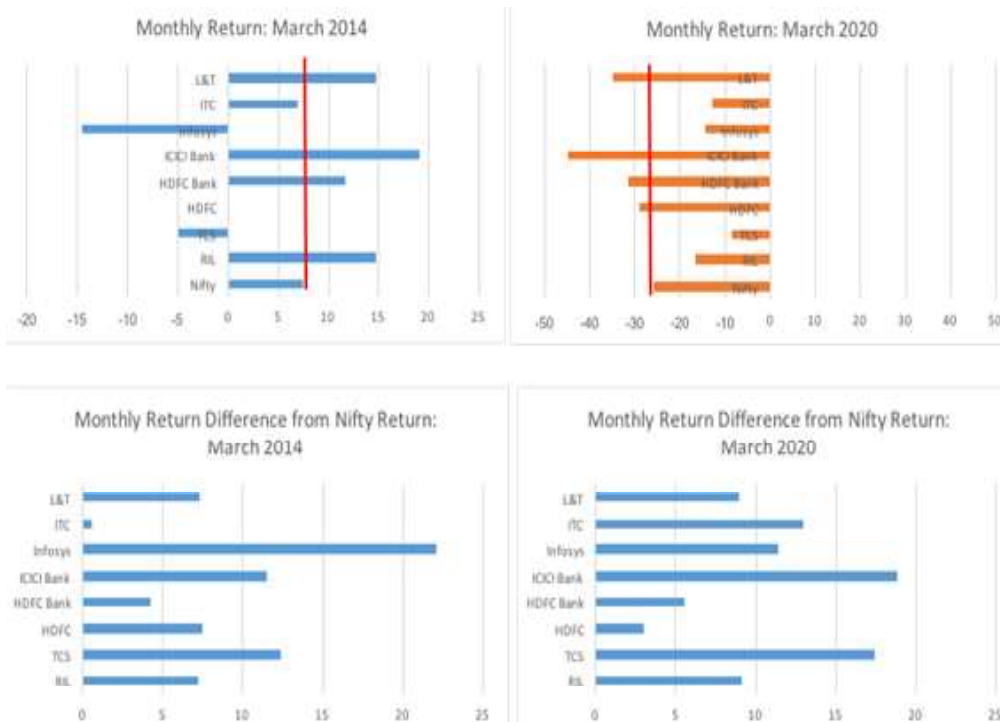 Monthly Return: March 2014
L&T
ITC
Infosys
ICICI Bank
HDFC Bank
HDFC
TCS
RIL
Nifty
-20 -15 -10 -5 0 5 10 15 20 25
Monthly Return: March 2020
L&T
ITC
Infosys
ICICI Bank
HDFC Bank
HDFC
TCS
RIL
Nifty
-50 -40 -30 -20 -10 0 10 20 30 40 50
Monthly Return Difference from Nifty Return:
March 2014
L&T
ITC
Infosys
ICICI Bank
HDFC Bank
HDFC
TCS
RIL
0 5 10 15 20 25
Monthly Return Difference from Nifty Return:
March 2020
L&T
ITC
Infosys
ICICI Bank
HDFC Bank
HDFC
TCS
RIL
0 5 10 15 20 25